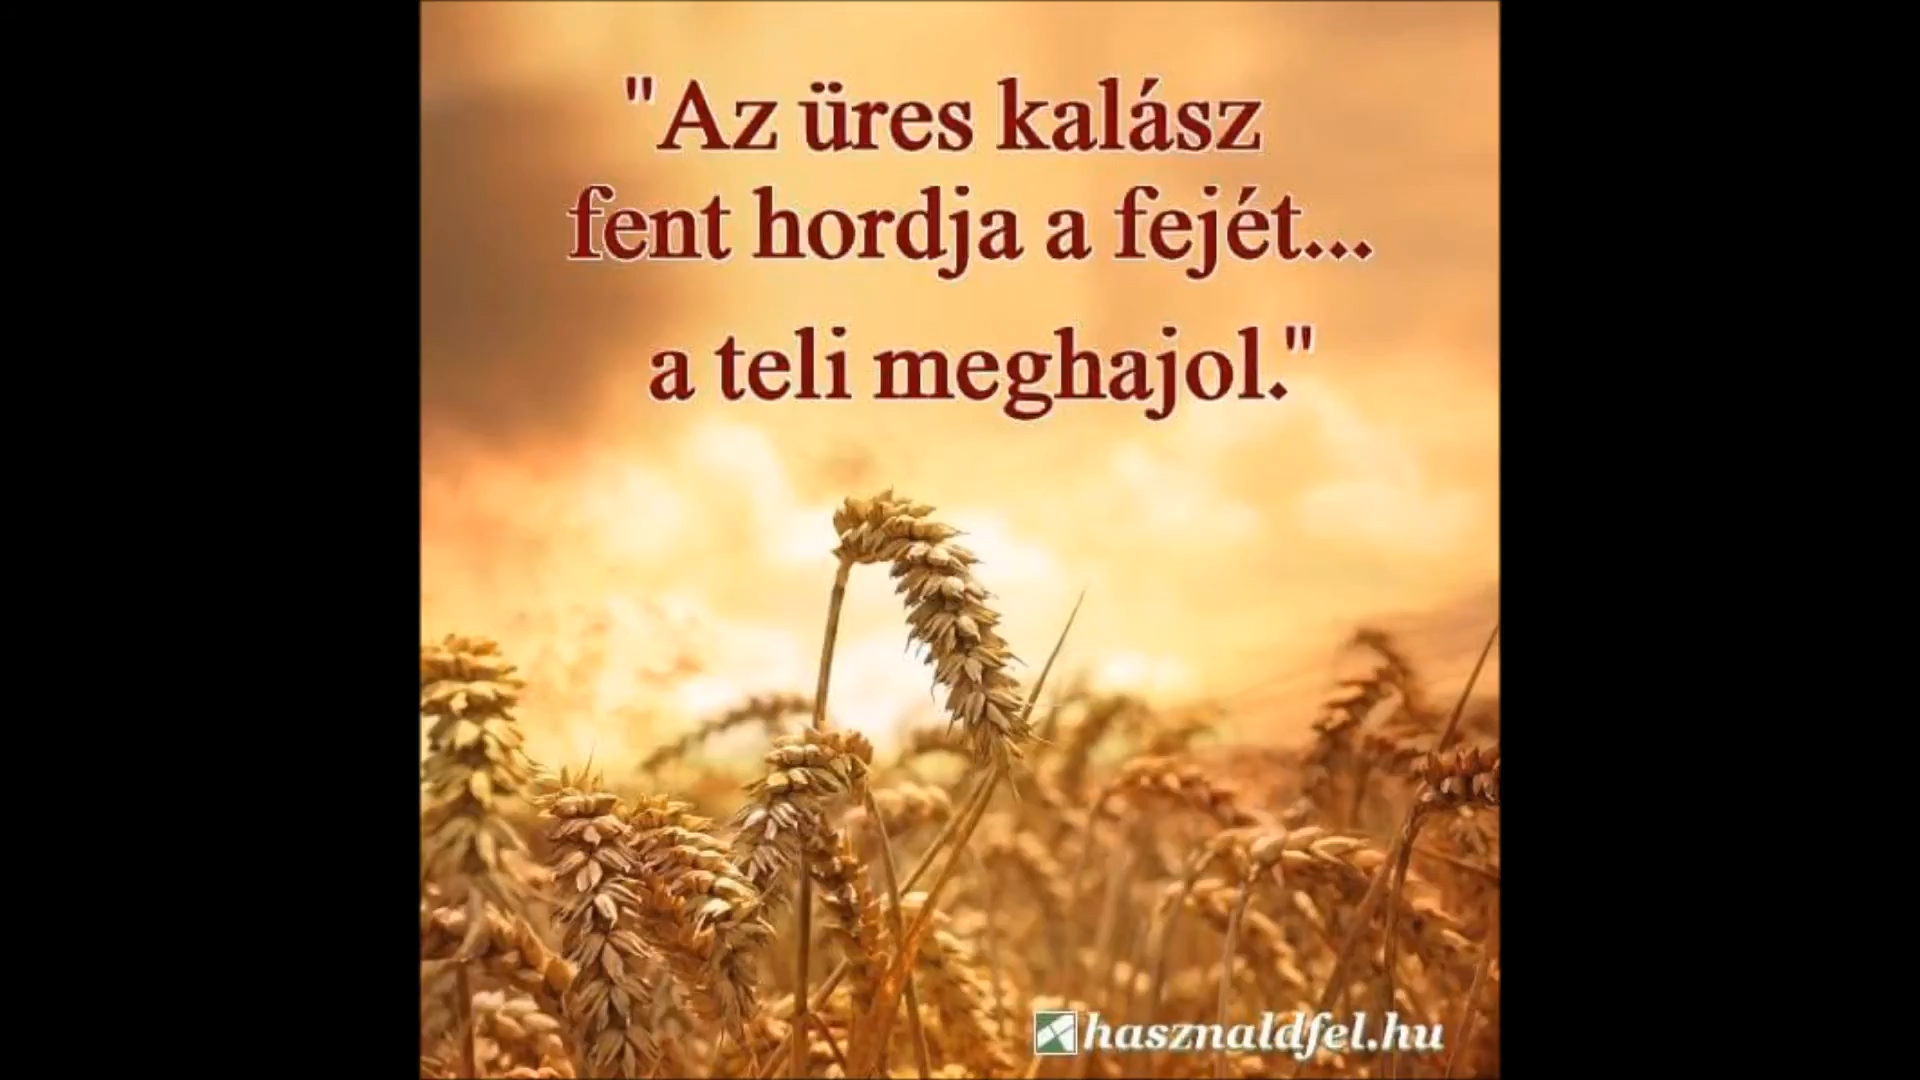 "Az üres kalász
fent hordja a fejét...
a teli meghajol."
hasznaldfel.hu